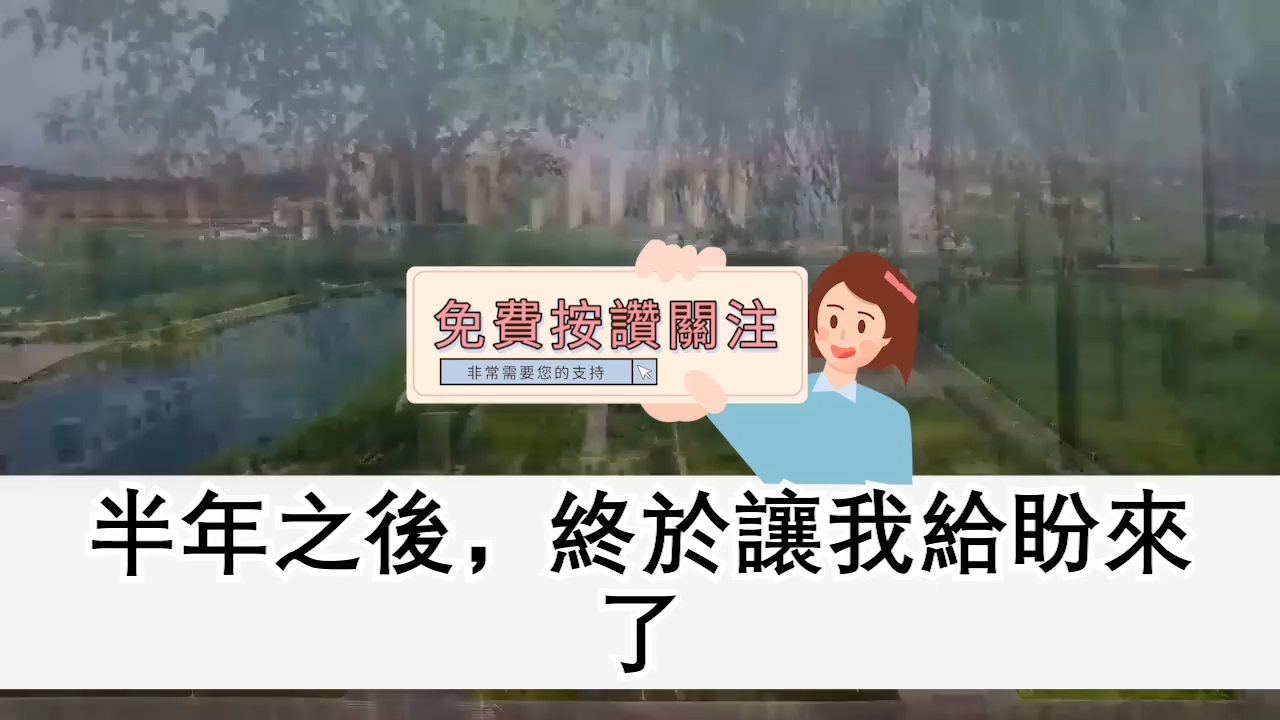 免費按讚關注
非常需要您的支持
半年之後，終於讓我給盼來
了